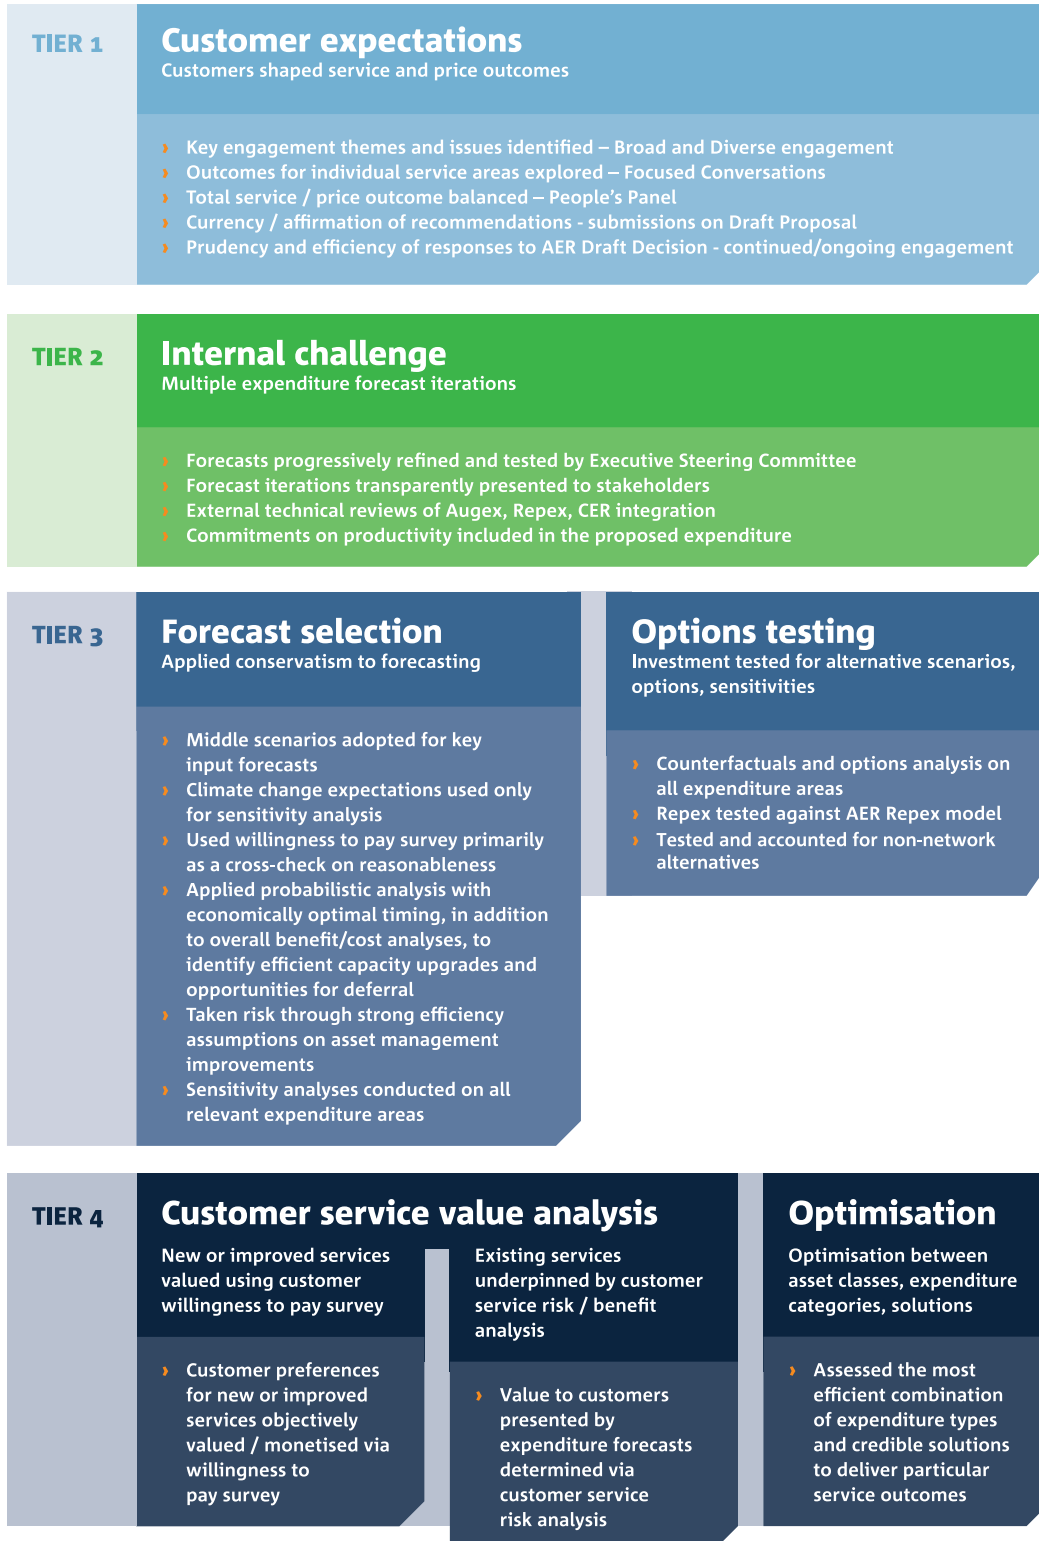 TIER 1
Customer expectations
Customers shaped service and price outcomes
› Key engagement themes and issues identified – Broad and Diverse engagement
› Outcomes for individual service areas explored – Focused Conversations
› Total service / price outcome balanced – People's Panel
› Currency / affirmation of recommendations - submissions on Draft Proposal
› Prudency and efficiency of responses to AER Draft Decision - continued/ongoing engagement
TIER 2
Internal challenge
Multiple expenditure forecast iterations
› Forecasts progressively refined and tested by Executive Steering Committee
› Forecast iterations transparently presented to stakeholders
› External technical reviews of Augex, Repex, CER integration
› Commitments on productivity included in the proposed expenditure
TIER 3
Forecast selection
Applied conservatism to forecasting
› Middle scenarios adopted for key
input forecasts
› Climate change expectations used only
for sensitivity analysis
› Used willingness to pay survey primarily
as a cross-check on reasonableness
› Applied probabilistic analysis with
economically optimal timing, in addition
to overall benefit/cost analyses, to
identify efficient capacity upgrades and
opportunities for deferral
› Taken risk through strong efficiency
assumptions on asset management
improvements
› Sensitivity analyses conducted on all
relevant expenditure areas
Options testing
Investment tested for alternative scenarios,
options, sensitivities
› Counterfactuals and options analysis on
all expenditure areas
› Repex tested against AER Repex model
› Tested and accounted for non-network
alternatives
TIER 4
Customer service value analysis
New or improved services
valued using customer
willingness to pay survey
› Customer preferences
for new or improved
services objectively
valued / monetised via
willingness to
pay survey
Existing services
underpinned by customer
service risk / benefit
analysis
› Value to customers
presented by
expenditure forecasts
determined via
customer service
risk analysis
Optimisation
Optimisation between
asset classes, expenditure
categories, solutions
› Assessed the most
efficient combination
of expenditure types
and credible solutions
to deliver particular
service outcomes